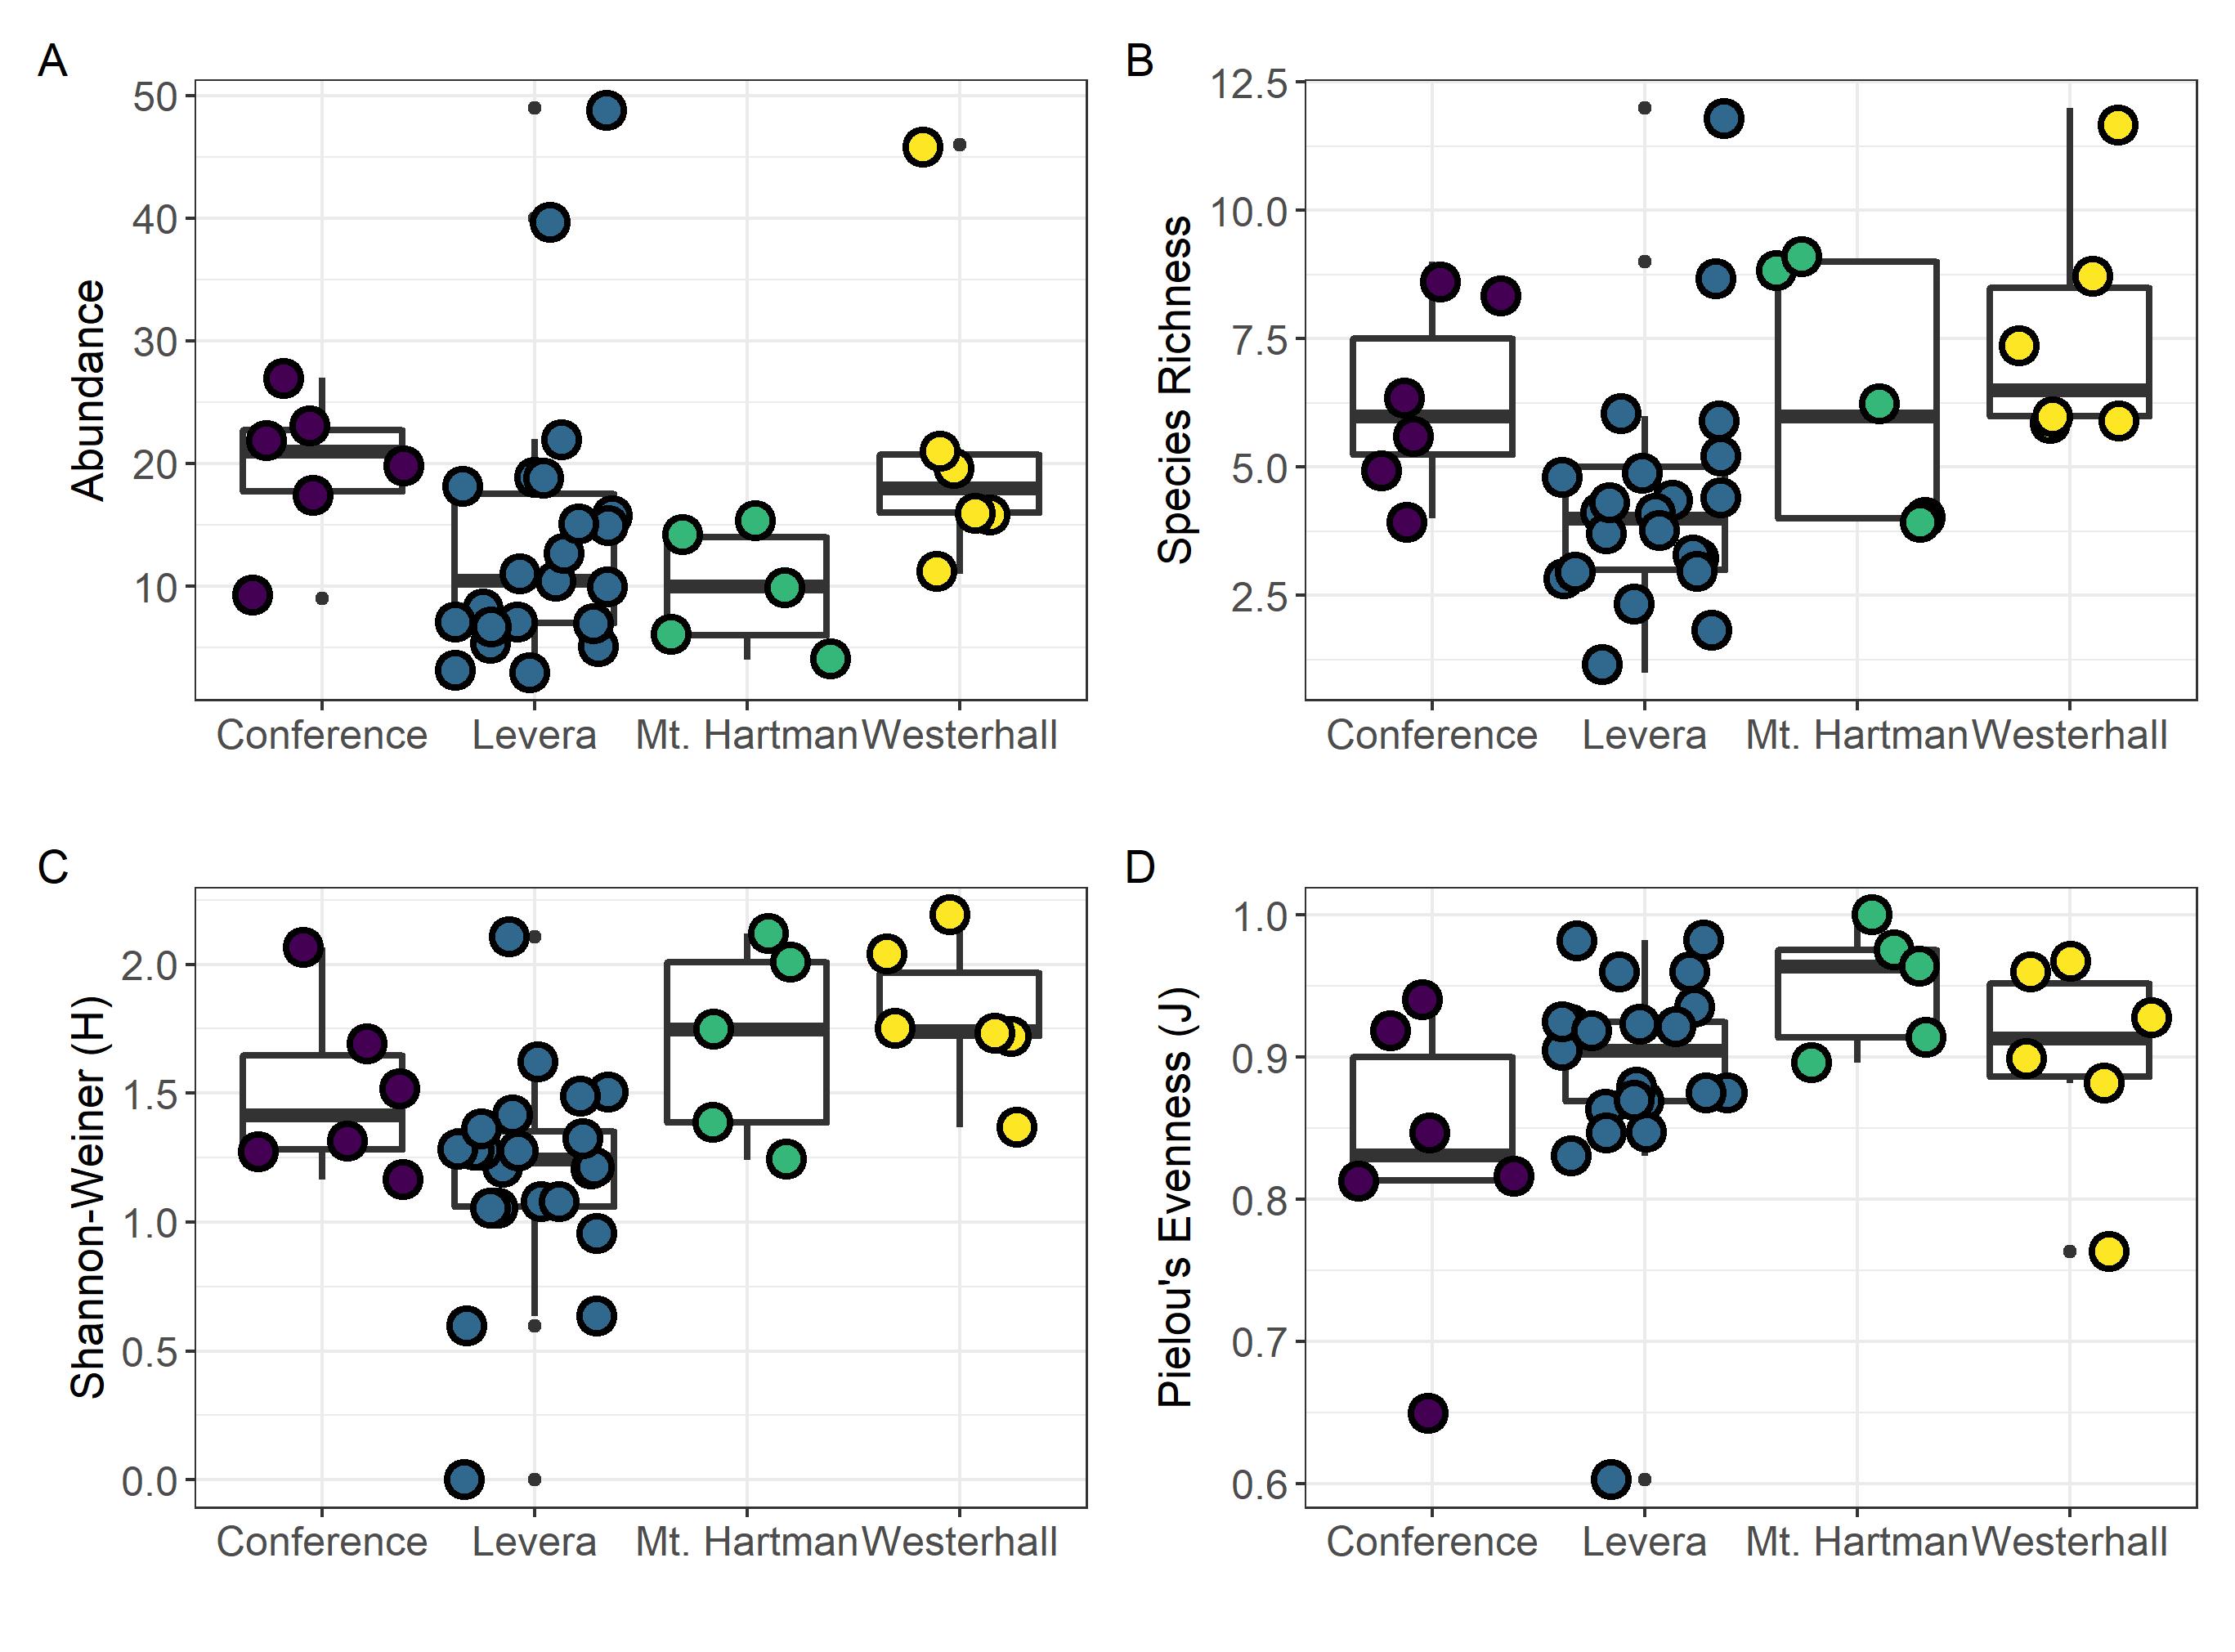 A
Abundance
50
40
30
20
10
Conference Levera Mt. Hartman Westerhall
B
Species Richness
12.5
10.0
7.5
5.0
2.5
Conference Levera Mt. Hartman Westerhall
C
Shannon-Weiner (H)
2.0
1.5
1.0
0.5
0.0
Conference Levera Mt. Hartman Westerhall
D
Pielou's Evenness (J)
1.0
0.9
0.8
0.7
0.6
Conference Levera Mt. Hartman Westerhall